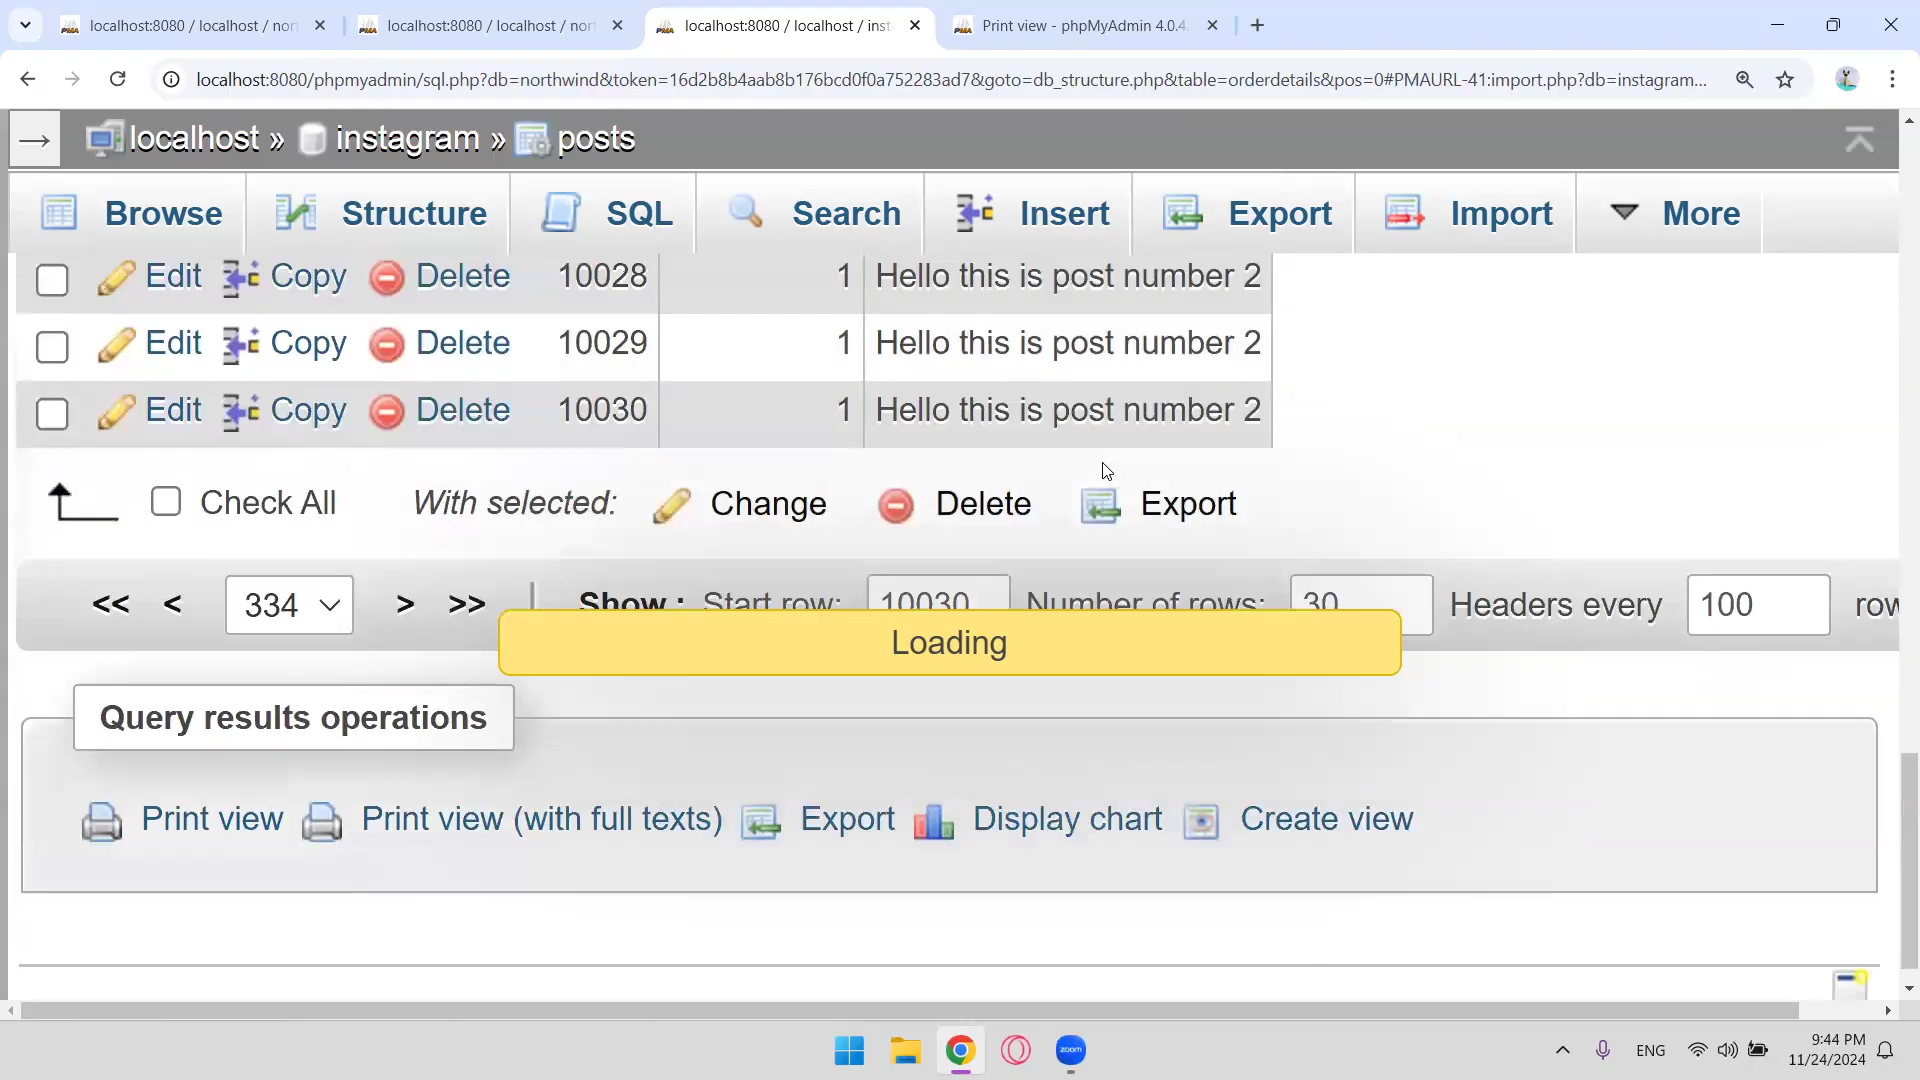 localhost:8080 / localhost / nor
localhost:8080 / localhost / nor
localhost:8080 / localhost / inst
Print view - phpMyAdmin 4.0.4.
localhost:8080/phpmyadmin/sql.php?db=northwind&token=16d2b8b4aab8b176bcd0f0a752283ad7&goto=db_structure.php&table=orderdetails&pos=0#PMAURL-41:import.php?db=instagram...
localhost » instagram » posts
Browse Structure SQL Search Insert Export Import More
Edit Copy Delete 10028 1 Hello this is post number 2
Edit Copy Delete 10029 1 Hello this is post number 2
Edit Copy Delete 10030 1 Hello this is post number 2
Check All With selected: Change Delete Export
<< < 334 > >> Show : Start row: 10030 Number of rows: 30 Headers every 100 row
Loading
Query results operations
Print view Print view (with full texts) Export Display chart Create view
zoom
ENG
9:44 PM
11/24/2024